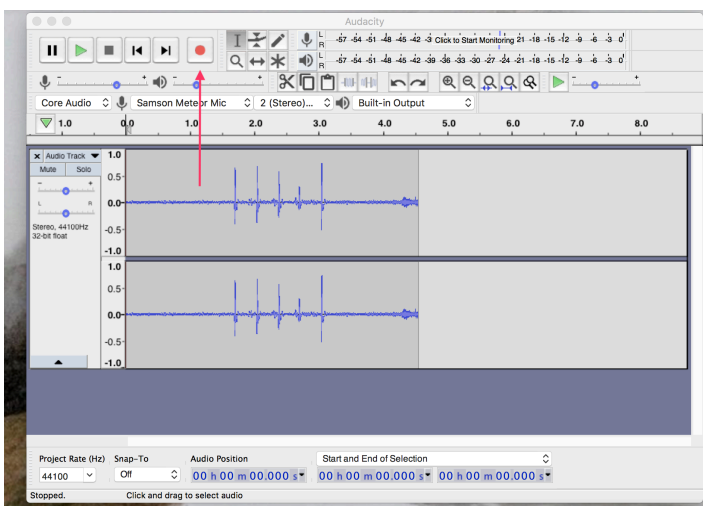 Audacity
L
R
-57 -54 -51 -48 -45 -42 -3 Click to Start Monitoring 21 -18 -15 -12 -9 -6 -3 0
L
R
-57 -54 -51 -48 -45 -42 -39 -36 -33 -30 -27 -24 -21 -18 -15 -12 -9 -6 -3 0
- + - +
- +
Core Audio Samson Meteor Mic 2 (Stereo)... Built-in Output
1.0 0.0 1.0 2.0 3.0 4.0 5.0 6.0 7.0 8.0
x Audio Track 1.0
Mute Solo
0.5
- +
L R 0.0
Stereo, 44100Hz -0.5
32-bit float
-1.0
1.0
0.5
0.0
-0.5
-1.0
Project Rate (Hz) Snap-To Audio Position Start and End of Selection
44100 Off 00 h 00 m 00.000 s 00 h 00 m 00.000 s 00 h 00 m 00.000 s
Stopped. Click and drag to select audio